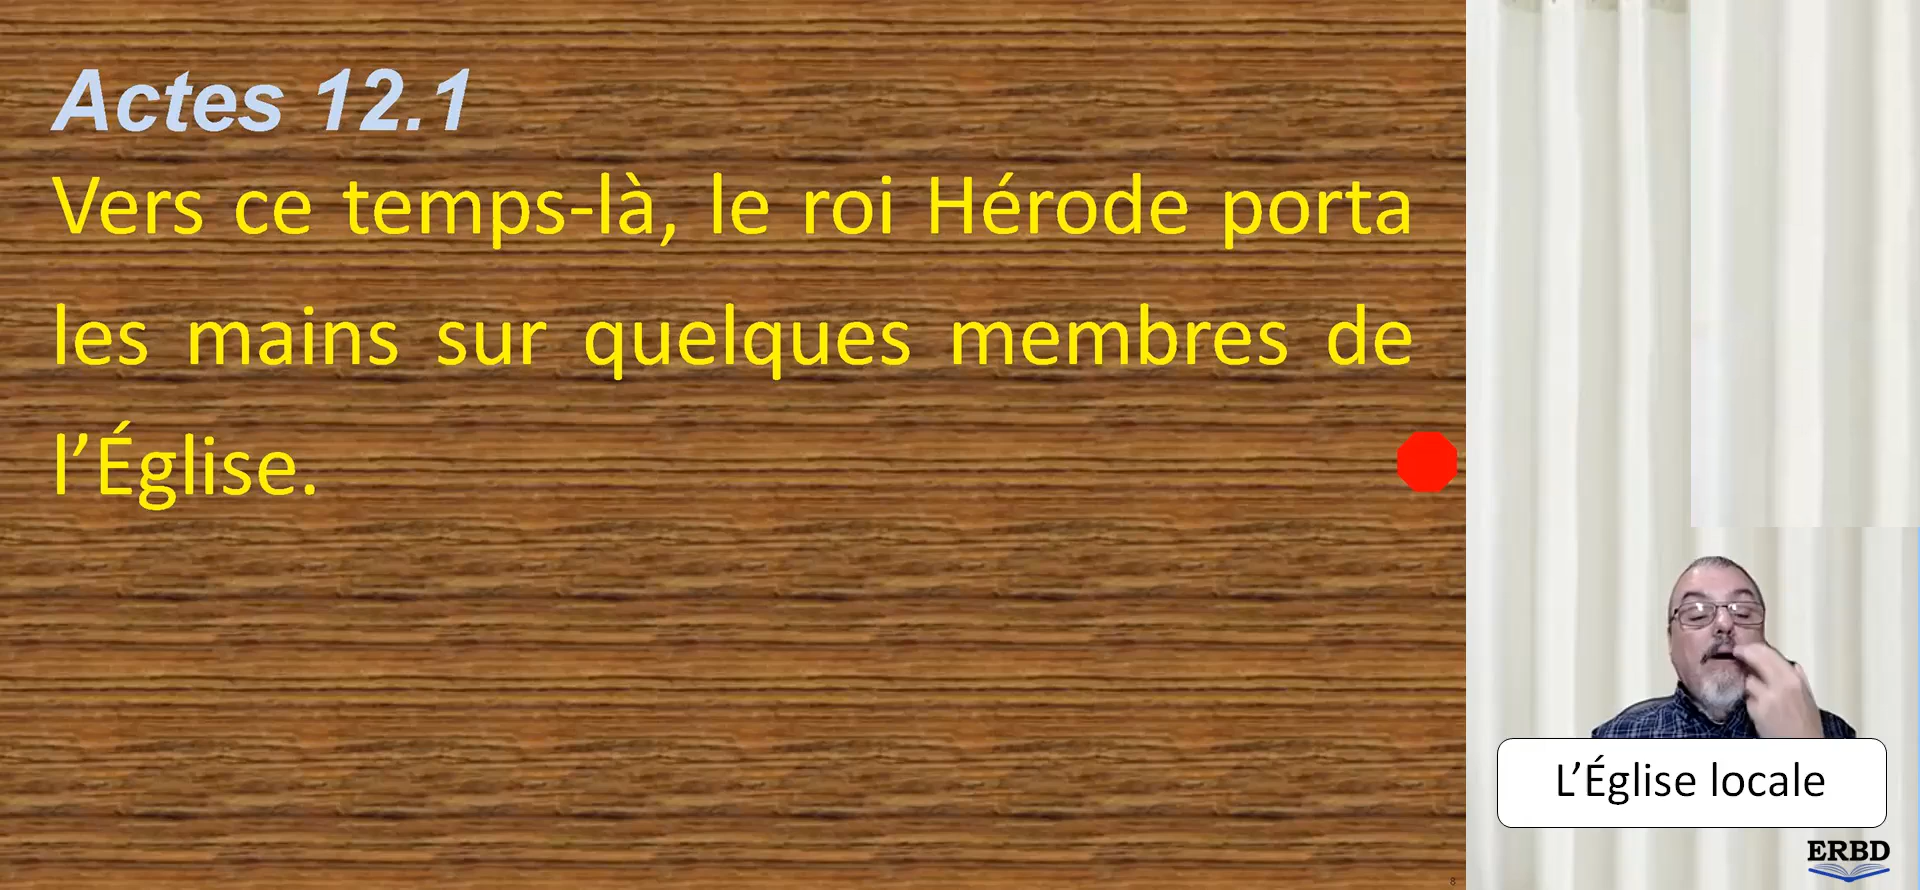 Actes 12.1
Vers ce temps-là, le roi Hérode porta
les mains sur quelques membres de
l’Église.
L’Église locale
ERBD
8